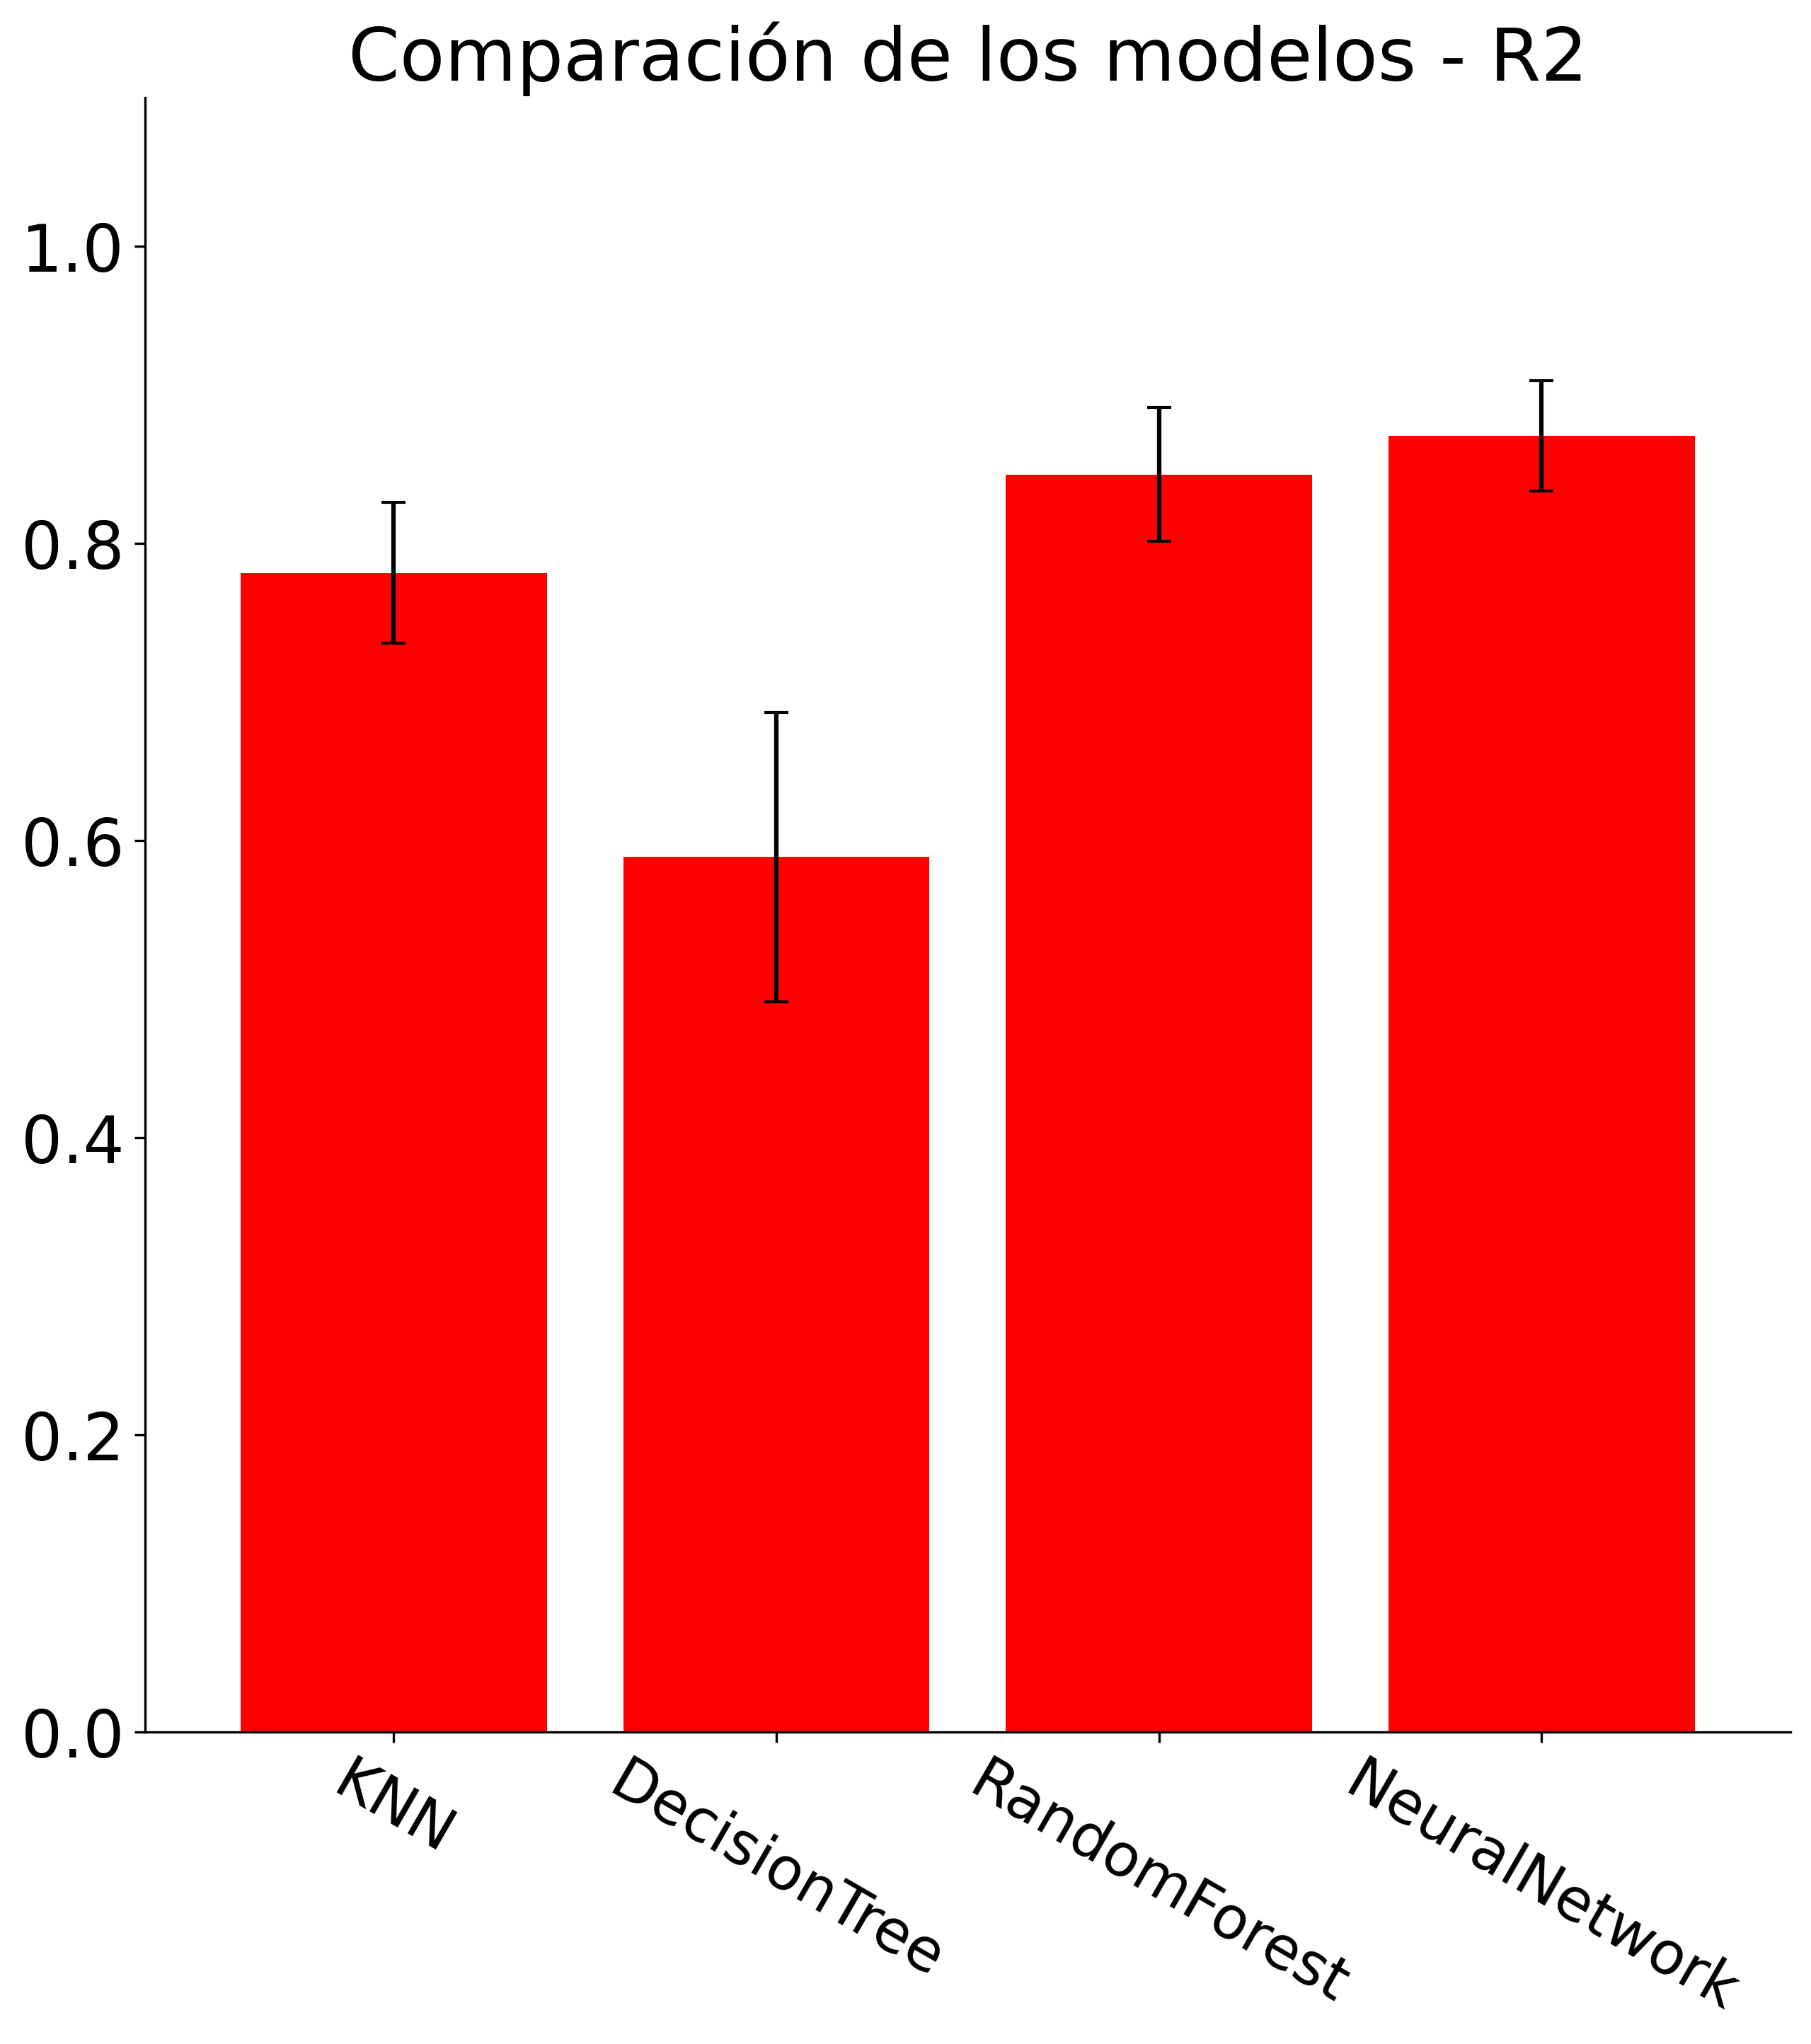 Comparación de los modelos - R2
1.0
0.8
0.6
0.4
0.2
0.0
KNN
DecisionTree
RandomForest
NeuralNetwork